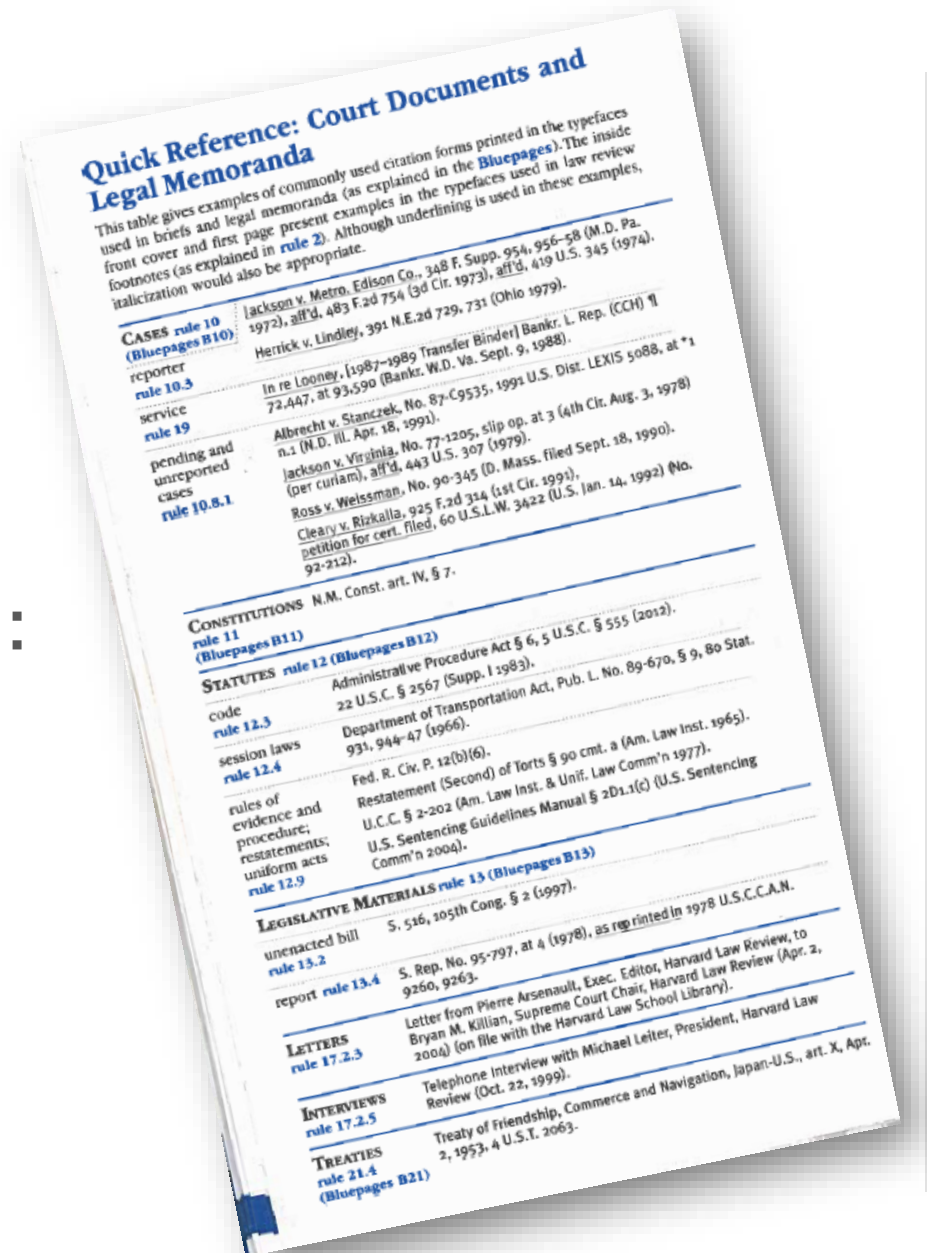 Quick Reference: Court Documents and
Legal Memoranda
This table gives examples of commonly used citation forms printed in the typefaces
used in briefs and legal memoranda (as explained in the Bluepages). The inside
front cover and first page present examples in the typefaces used in law review
footnotes (as explained in rule 2). Although underlining is used in these examples,
italicization would also be appropriate.
CASES rule 10
(Bluepages B10)
reporter
rule 10.3
Jackson v. Metro. Edison Co., 348 F. Supp. 954, 956–58 (M.D. Pa.
1972), aff'd, 483 F.2d 754 (3d Cir. 1973), aff'd, 419 U.S. 345 (1974).
Herrick v. Lindley, 391 N.E.2d 729, 731 (Ohio 1979).
service
rule 19
In re Looney, [1987–1989 Transfer Binder] Bankr. L. Rep. (CCH) ¶
72,447, at 93,590 (Bankr. W.D. Va. Sept. 9, 1988).
pending and
unreported
cases
rule 10.8.1
Albrecht v. Stanczek, No. 87-C9535, 1991 U.S. Dist. LEXIS 5088, at *1
n.1 (N.D. Ill. Apr. 18, 1991).
Jackson v. Virginia, No. 77-1205, slip op. at 3 (4th Cir. Aug. 3, 1978)
(per curiam), aff'd, 443 U.S. 307 (1979).
Ross v. Weissman, No. 90-345 (D. Mass. filed Sept. 18, 1990).
Cleary v. Rizkalla, 925 F.2d 314 (1st Cir. 1991),
petition for cert. filed, 60 U.S.L.W. 3422 (U.S. Jan. 14, 1992) (No.
92-212).
CONSTITUTIONS N.M. Const. art. IV, § 7.
rule 11
(Bluepages B11)
STATUTES rule 12 (Bluepages B12)
code
rule 12.3
Administrative Procedure Act § 6, 5 U.S.C. § 555 (2012).
22 U.S.C. § 2567 (Supp. I 1983).
session laws
rule 12.4
Department of Transportation Act, Pub. L. No. 89-670, § 9, 80 Stat.
931, 944-47 (1966).
rules of
evidence and
procedure;
restatements;
uniform acts
rule 12.9
Fed. R. Civ. P. 12(b)(6).
Restatement (Second) of Torts § 90 cmt. a (Am. Law Inst. 1965).
U.C.C. § 2-202 (Am. Law Inst. & Unif. Law Comm'n 1977).
U.S. Sentencing Guidelines Manual § 2D1.1(c) (U.S. Sentencing
Comm'n 2004).
LEGISLATIVE MATERIALS rule 13 (Bluepages B13)
unenacted bill
rule 13.2
S. 516, 105th Cong. § 2 (1997).
report rule 13.4
S. Rep. No. 95-797, at 4 (1978), as reprinted in 1978 U.S.C.C.A.N.
9260, 9263.
LETTERS
rule 17.2.3
Letter from Pierre Arsenault, Exec. Editor, Harvard Law Review, to
Bryan M. Killian, Supreme Court Chair, Harvard Law Review (Apr. 2,
2004) (on file with the Harvard Law School Library).
INTERVIEWS
rule 17.2.5
Telephone Interview with Michael Leiter, President, Harvard Law
Review (Oct. 22, 1999).
TREATIES
rule 21.4
(Bluepages B21)
Treaty of Friendship, Commerce and Navigation, Japan-U.S., art. X, Apr.
2, 1953, 4 U.S.T. 2063.